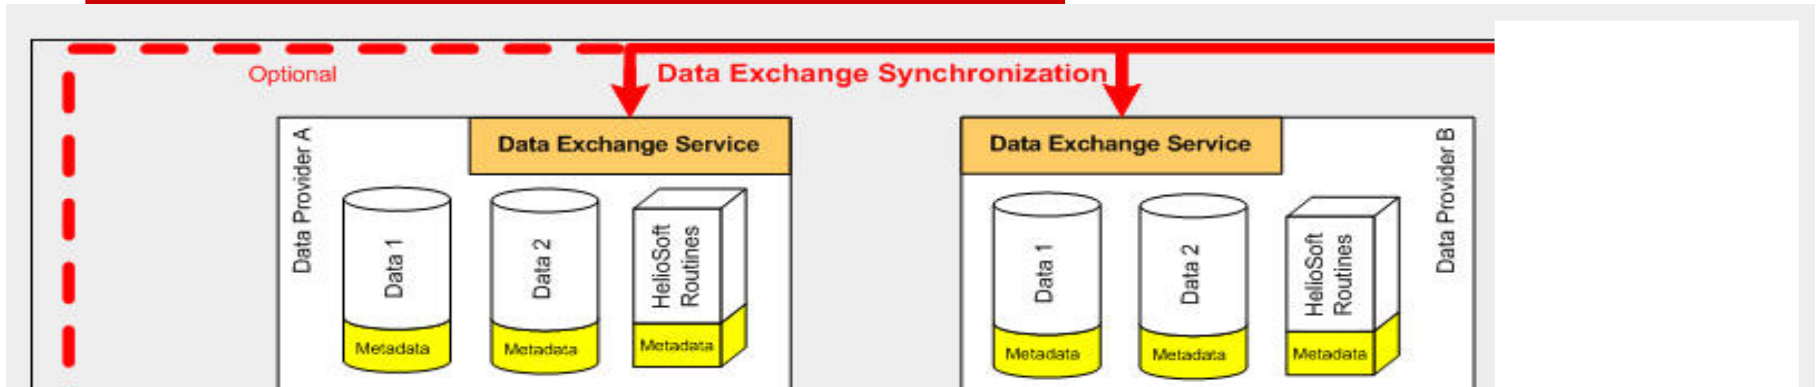 Optional
Data Exchange Synchronization
Data Provider A
Data Exchange Service
Data 1
Metadata
Data 2
Metadata
HelioSoft
Routines
Metadata
Data Exchange Service
Data Provider B
Data 1
Metadata
Data 2
Metadata
HelioSoft
Routines
Metadata